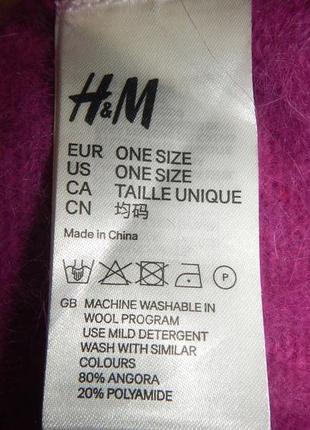 H&M
EUR ONE SIZE
US ONE SIZE
CA TAILLE UNIQUE
CN 均码
Made in China
P
GB MACHINE WASHABLE IN
WOOL PROGRAM
USE MILD DETERGENT
WASH WITH SIMILAR
COLOURS
80% ANGORA
20% POLYAMIDE